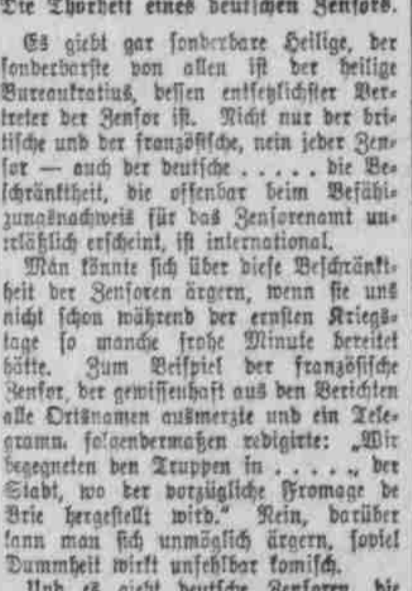 Die Thorheit eines deutschen Zensors.
Es giebt gar sonderbare Heilige, der
sonderbarste von allen ist der heilige
Bureaukratius, dessen entsetzlichster Ver-
treter der Zensor ist. Nicht nur der bri-
tische und der französische, nein jeder Zen-
sor — auch der deutsche . . . . . die Be-
schränktheit, die offenbar beim Befähi-
gungsnachweis für das Zensorenamt un-
erläßlich erscheint, ist international.
Man könnte sich über diese Beschränkt-
heit der Zensoren ärgern, wenn sie uns
nicht schon während der ernsten Kriegs-
tage so manche frohe Minute bereitet
hätte. Zum Beispiel der französische
Zensor, der gewissenhaft aus den Berichten
alle Ortsnamen ausmerzte und ein Tele-
gramm folgendermaßen redigirte: „Wir
begegneten den Truppen in . . . . ., der
Stadt, wo der vorzügliche Fromage de
Brie hergestellt wird.“ Nein, darüber
kann man sich unmöglich ärgern, soviel
Dummheit wirkt unfehlbar komisch.
Und es giebt deutsche Zensoren, die